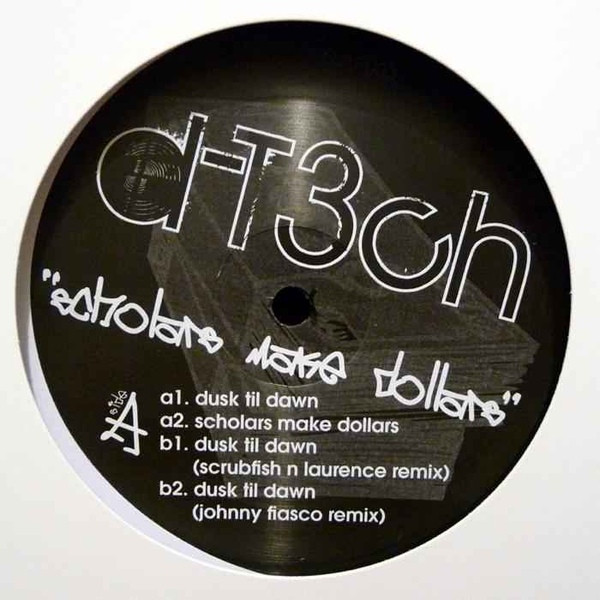 d-T3ch
"scholars make dollars"
side
A
a1. dusk til dawn
a2. scholars make dollars
b1. dusk til dawn
(scrubfish n laurence remix)
b2. dusk til dawn
(johnny fiasco remix)